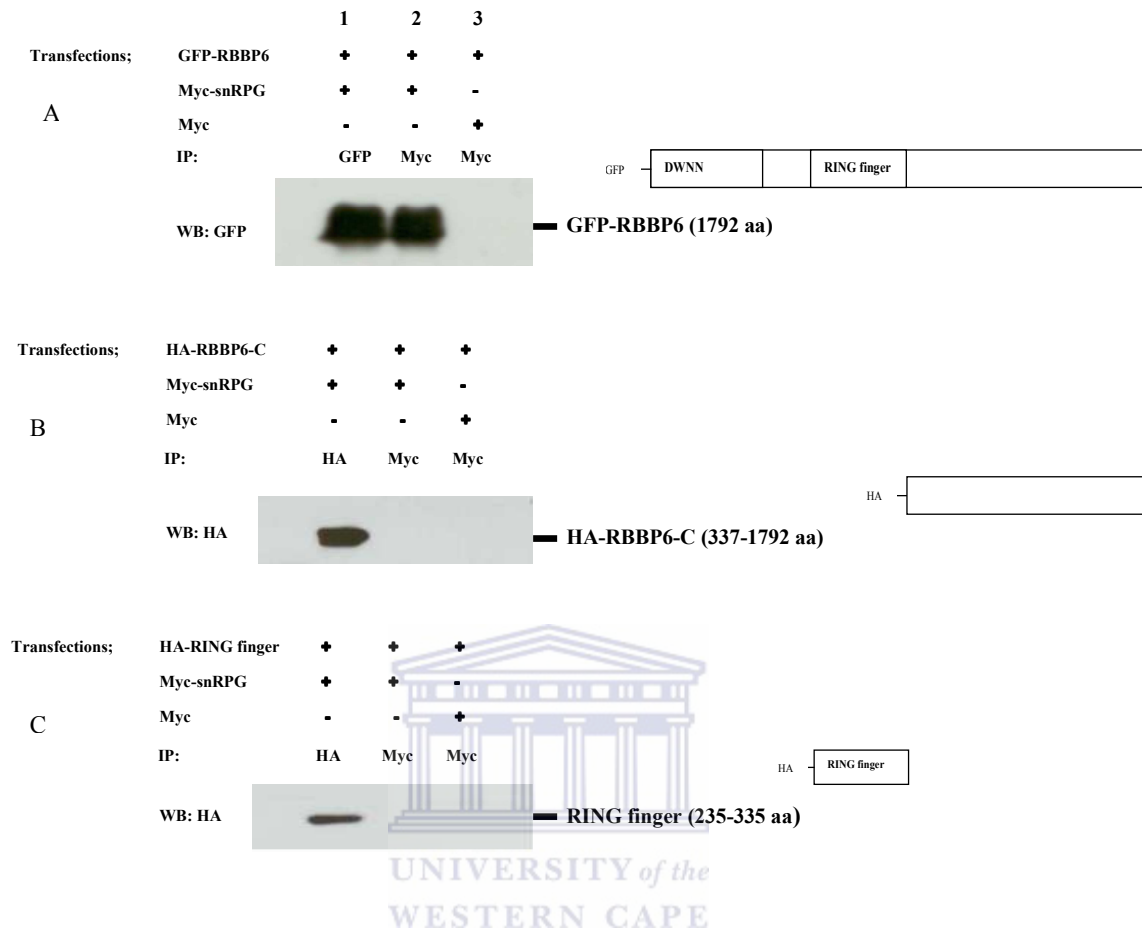 1 2 3
Transfections; GFP-RBBP6 + + +
Myc-snRPG + + -
A
Myc - - +
IP: GFP Myc Myc
GFP DWNN RING finger
WB: GFP GFP-RBBP6 (1792 aa)
Transfections; HA-RBBP6-C + + +
Myc-snRPG + + -
B
Myc - - +
IP: HA Myc Myc
HA
WB: HA HA-RBBP6-C (337-1792 aa)
Transfections; HA-RING finger + + +
Myc-snRPG + + -
C
Myc - - +
IP: HA Myc Myc
HA RING finger
WB: HA RING finger (235-335 aa)
UNIVERSITY of the
WESTERN CAPE